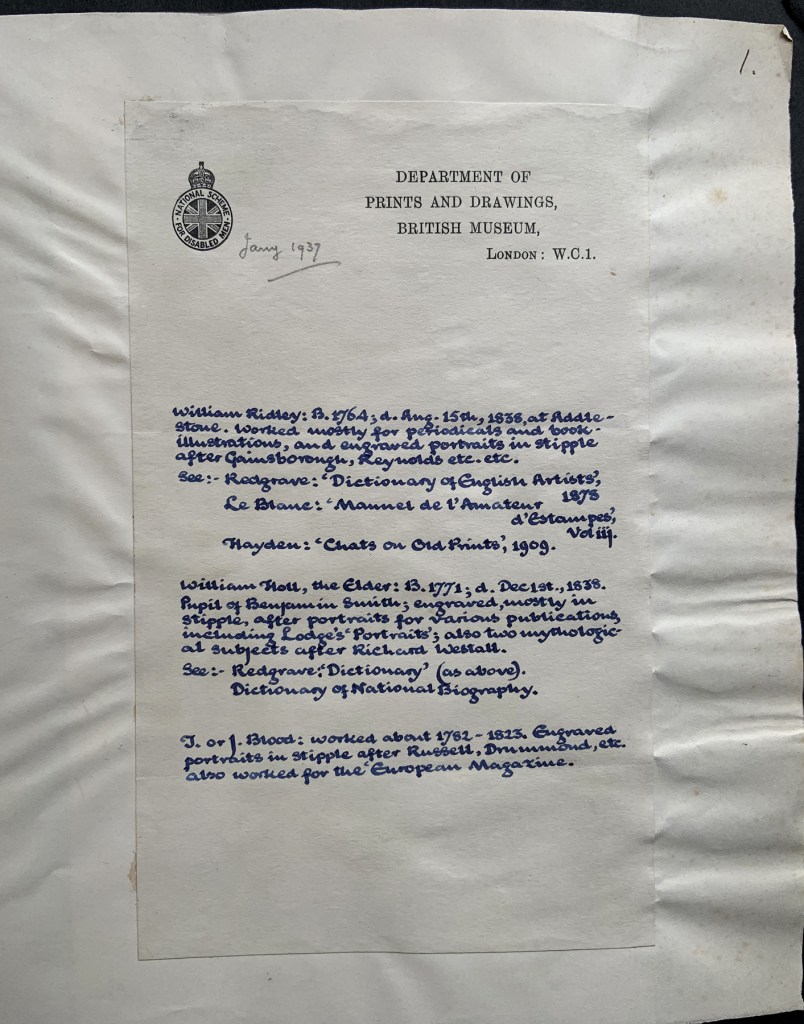 1.
NATIONAL SCHEME
FOR DISABLED MEN
Jany 1937
DEPARTMENT OF
PRINTS AND DRAWINGS,
BRITISH MUSEUM,
LONDON: W.C.1.
William Ridley: B. 1764; d. Aug. 15th, 1838, at Addle-
stone. Worked mostly for periodicals and book-
illustrations, and engraved portraits in stipple
after Gainsborough, Reynolds etc. etc.
See:- Redgrave: 'Dictionary of English Artists',
1878
Le Blanc: 'Manuel de l'Amateur
d'Estampes',
Vol iij.
Hayden: 'Chats on Old Prints', 1909.
William Holl, the Elder: B. 1771; d. Dec 1st., 1838.
Pupil of Benjamin Smith; engraved, mostly in
stipple, after portraits for various publications,
including Lodge's 'Portraits'; also two mythologic-
al subjects after Richard Westall.
See:- Redgrave: 'Dictionary' (as above).
Dictionary of National Biography.
T. or J. Blood: worked about 1782 - 1823. Engraved
portraits in stipple after Russell, Drummond, etc.
also worked for the 'European Magazine.